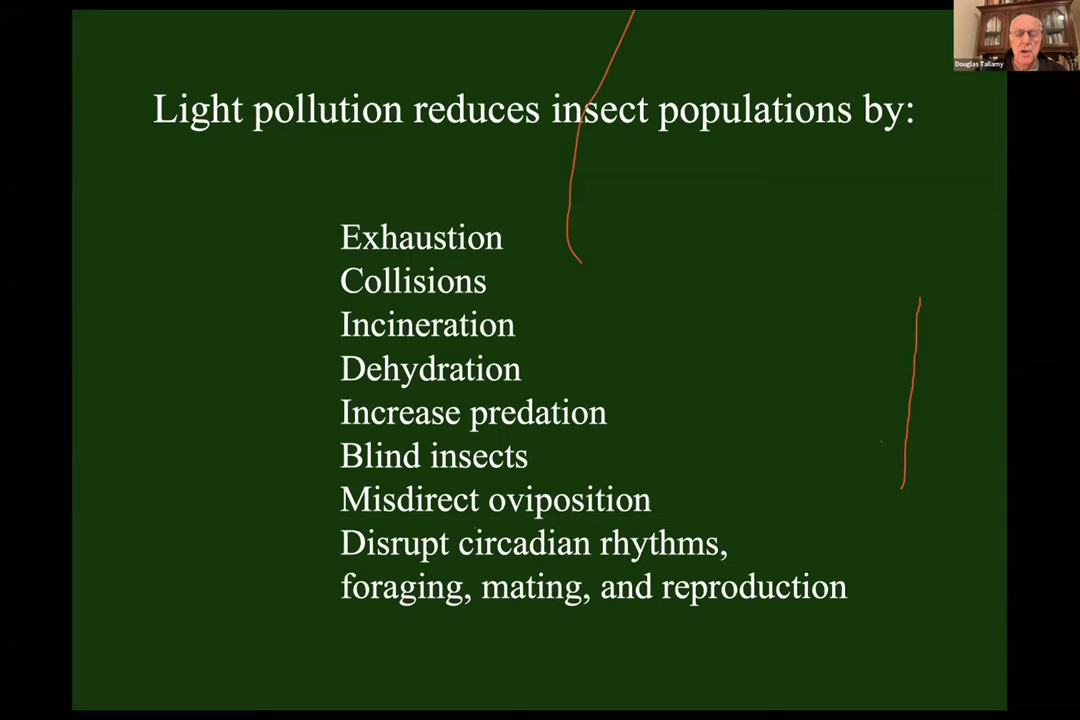 Douglas Tallamy
Light pollution reduces insect populations by:
Exhaustion
Collisions
Incineration
Dehydration
Increase predation
Blind insects
Misdirect oviposition
Disrupt circadian rhythms,
foraging, mating, and reproduction